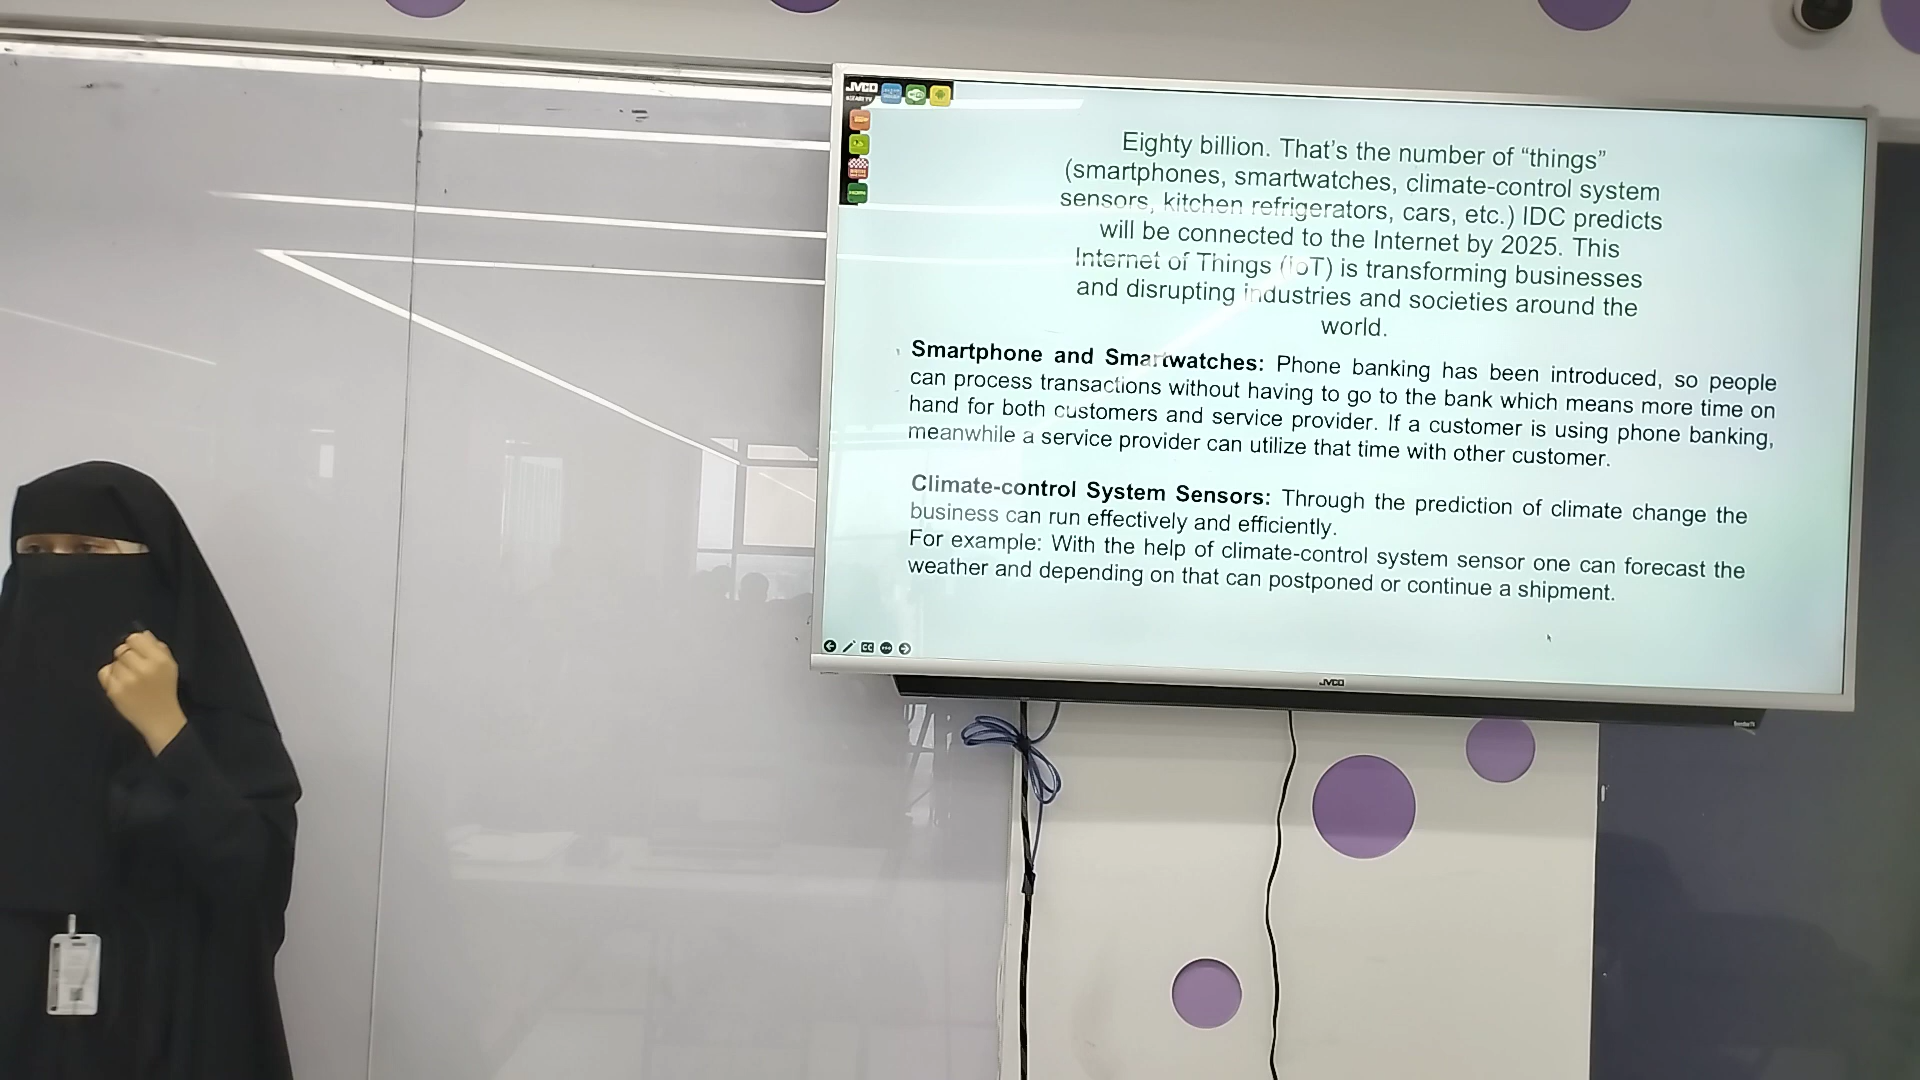 JVCO
Eighty billion. That’s the number of “things”
(smartphones, smartwatches, climate-control system
sensors, kitchen refrigerators, cars, etc.) IDC predicts
will be connected to the Internet by 2025. This
Internet of Things (IoT) is transforming businesses
and disrupting industries and societies around the
world.
Smartphone and Smartwatches: Phone banking has been introduced, so people
can process transactions without having to go to the bank which means more time on
hand for both customers and service provider. If a customer is using phone banking,
meanwhile a service provider can utilize that time with other customer.
Climate-control System Sensors: Through the prediction of climate change the
business can run effectively and efficiently.
For example: With the help of climate-control system sensor one can forecast the
weather and depending on that can postponed or continue a shipment.
CC
JVCO